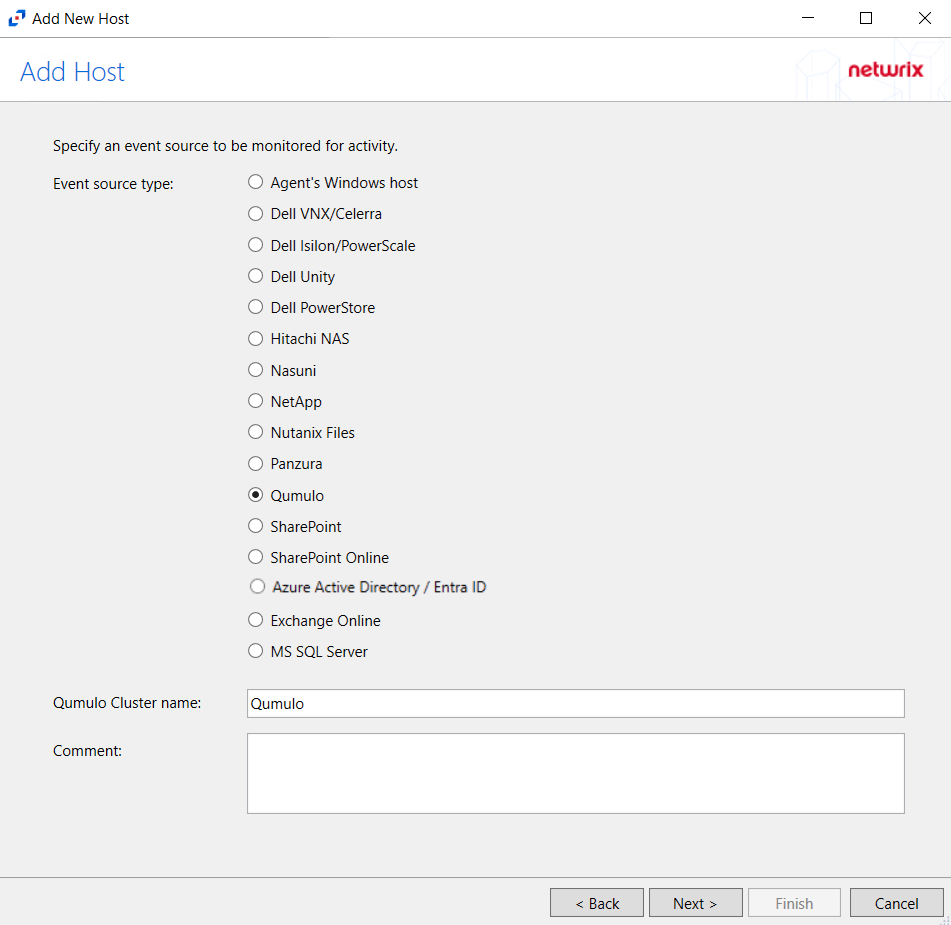 Add New Host
Add Host
netwrix
Specify an event source to be monitored for activity.
Event source type:
Agent's Windows host
Dell VNX/Celerra
Dell Isilon/PowerScale
Dell Unity
Dell PowerStore
Hitachi NAS
Nasuni
NetApp
Nutanix Files
Panzura
Qumulo
SharePoint
SharePoint Online
Azure Active Directory / Entra ID
Exchange Online
MS SQL Server
Qumulo Cluster name:
Qumulo
Comment:
< Back
Next >
Finish
Cancel